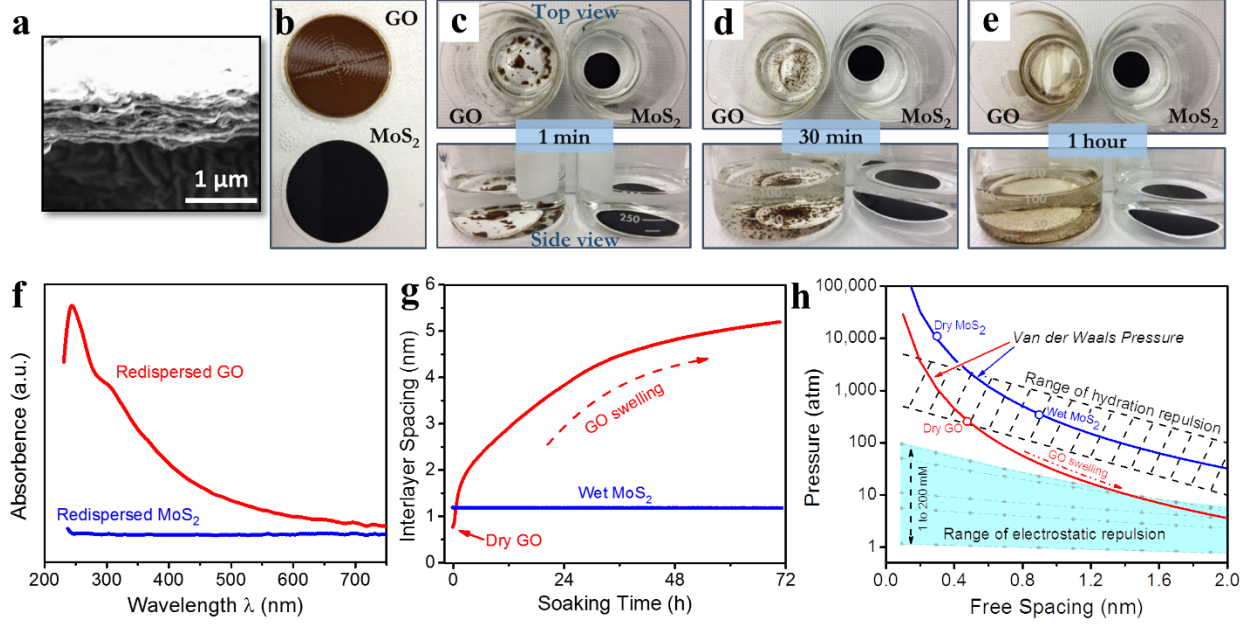 a
1 μm
b
GO
MoS2
c
Top view
GO
MoS2
1 min
250
Side view
d
GO
MoS2
30 min
e
GO
MoS2
1 hour
f
Absorbence (a.u.)
Redispersed GO
Redispersed MoS2
200 300 400 500 600 700
Wavelength λ (nm)
g
Interlayer Spacing (nm)
6
5
4
3
2
1
0
GO swelling
Wet MoS2
Dry GO
0 24 48 72
Soaking Time (h)
h
Pressure (atm)
100,000
10,000
1,000
100
10
1
Dry MoS2
Van der Waals Pressure
Range of hydration repulsion
Wet MoS2
Dry GO
GO swelling
1 to 200 mM
Range of electrostatic repulsion
0.0 0.4 0.8 1.2 1.6 2.0
Free Spacing (nm)